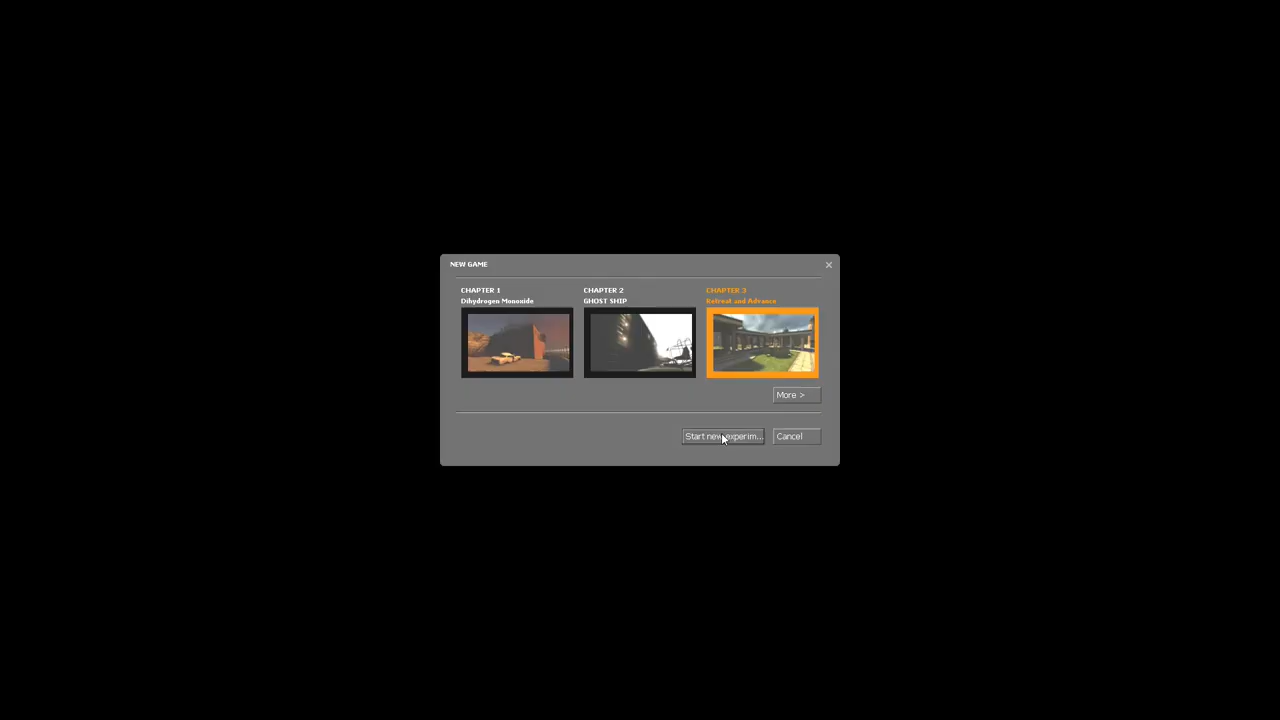 NEW GAME
CHAPTER 1
Dihydrogen Monoxide
CHAPTER 2
GHOST SHIP
CHAPTER 3
Retreat and Advance
More >
Start new experim...
Cancel